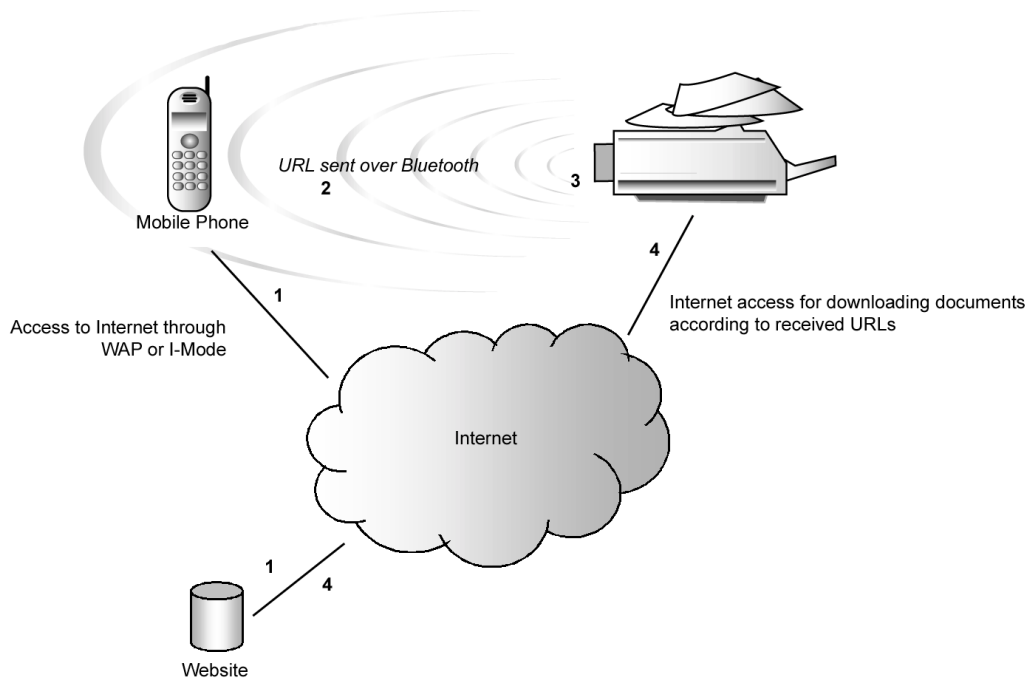 URL sent over Bluetooth
2
3
Mobile Phone
4
1
Internet access for downloading documents
according to received URLs
Access to Internet through
WAP or I-Mode
Internet
1
4
Website